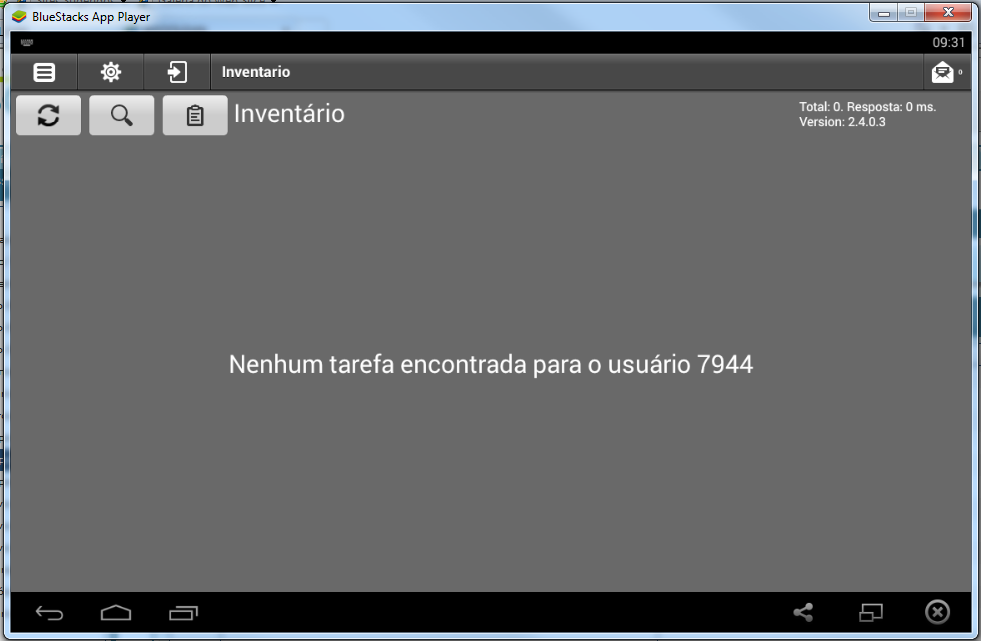 BlueStacks App Player
09:31
Inventario
0
Inventário
Total: 0. Resposta: 0 ms.
Version: 2.4.0.3
Nenhum tarefa encontrada para o usuário 7944